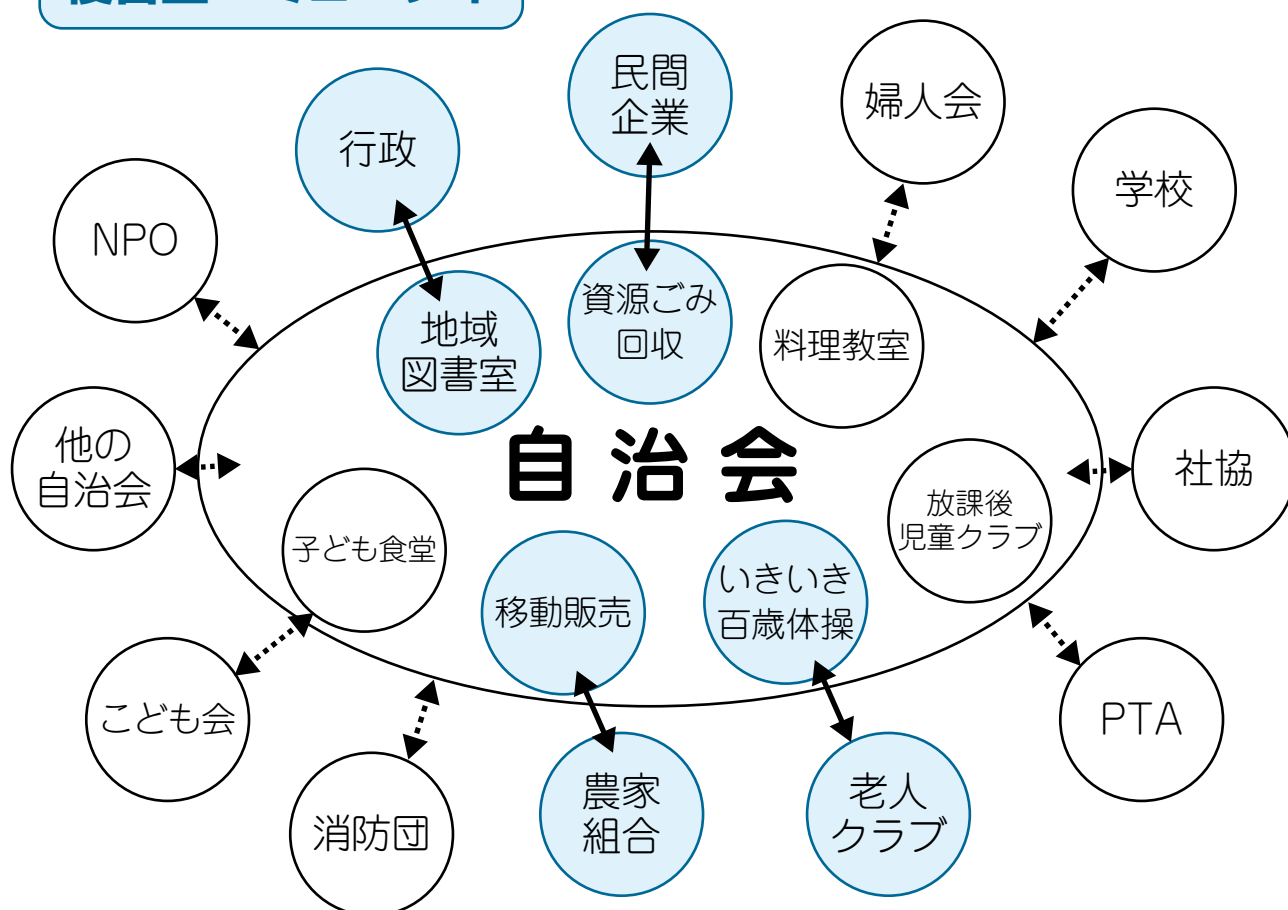 民間
企業
婦人会
行政
学校
NPO
資源ごみ
回収
地域
図書室
料理教室
他の
自治会
自治会
社協
放課後
児童クラブ
子ども食堂
いきいき
百歳体操
移動販売
こども会
PTA
農家
組合
老人
クラブ
消防団